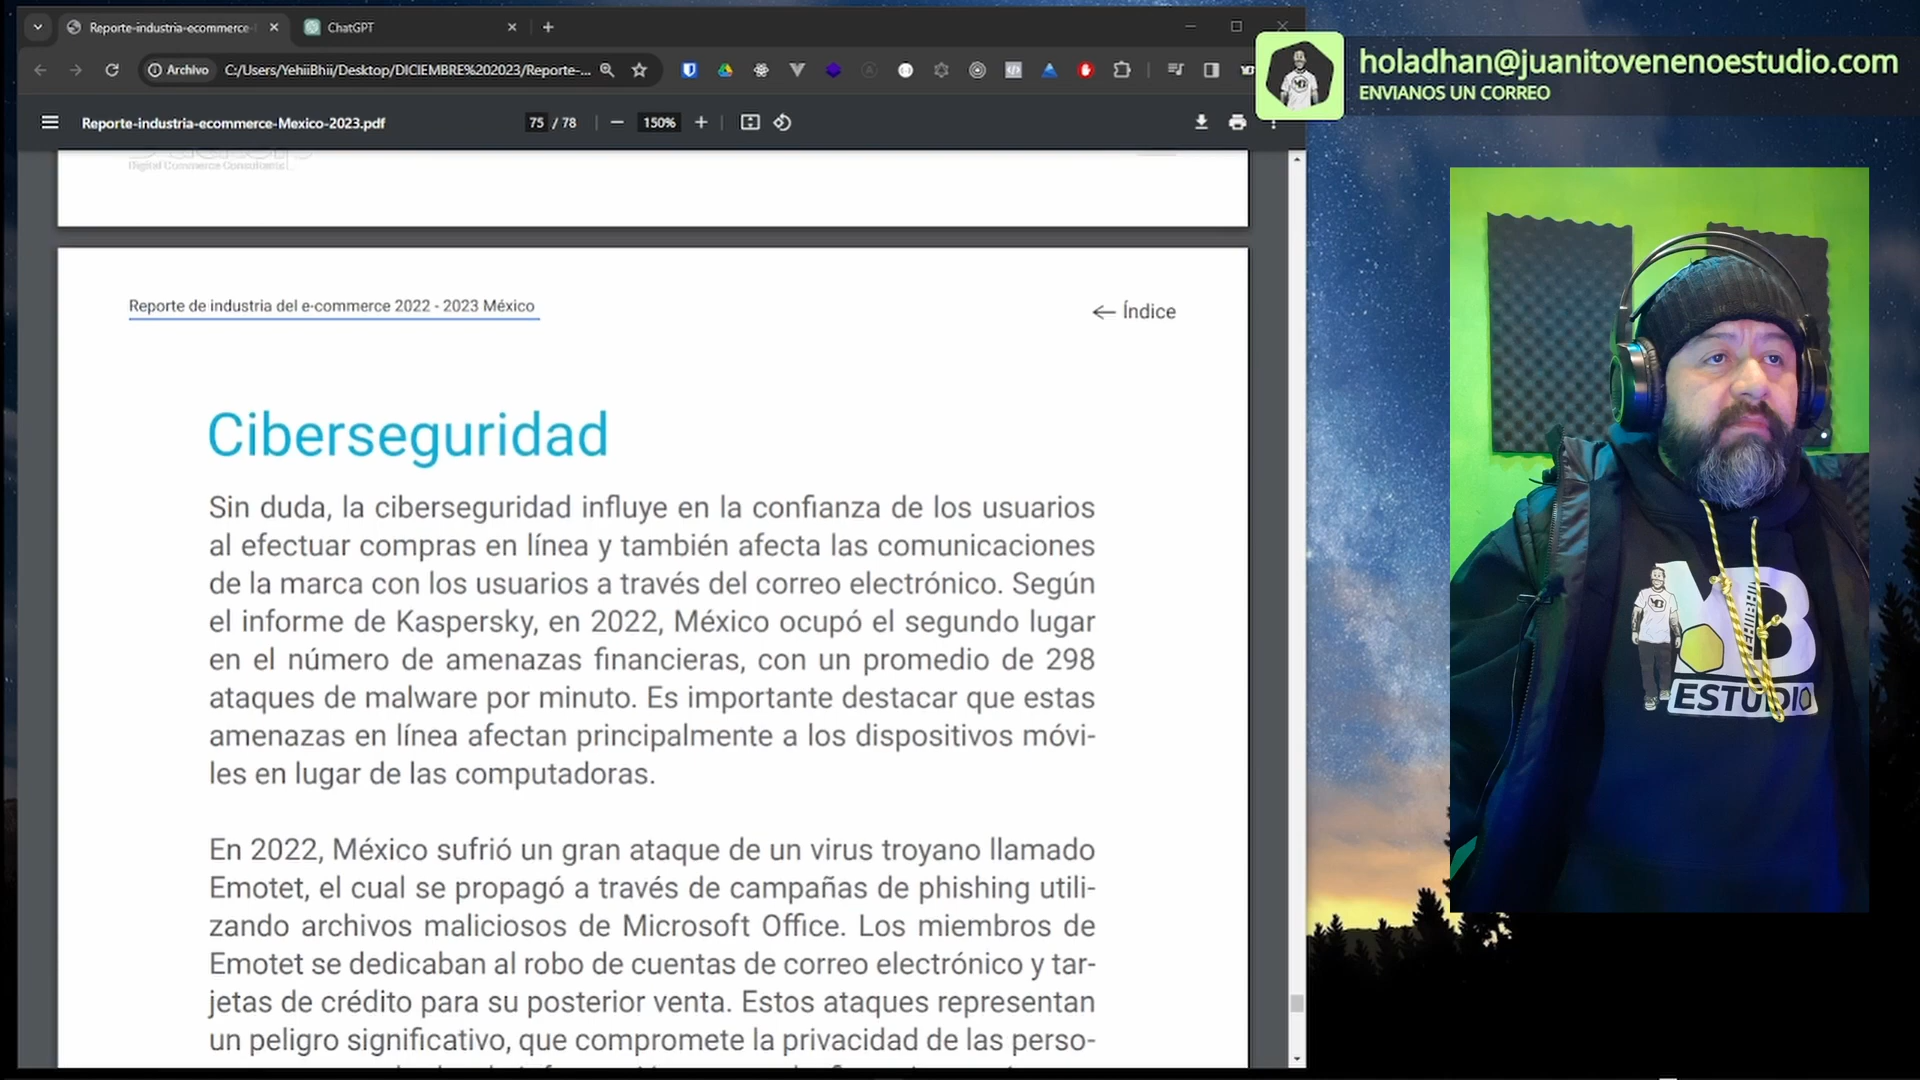 Reporte-industria-ecommerce-
ChatGPT
Archivo
C:/Users/YehiiBhii/Desktop/DICIEMBRE%202023/Reporte-...
Reporte-industria-ecommerce-Mexico-2023.pdf
75 / 78
150%
holadhan@juanitovenenoestudio.com
ENVIANOS UN CORREO
Digital Commerce Consultants
Reporte de industria del e-commerce 2022 - 2023 México
← Índice
Ciberseguridad
Sin duda, la ciberseguridad influye en la confianza de los usuarios
al efectuar compras en línea y también afecta las comunicaciones
de la marca con los usuarios a través del correo electrónico. Según
el informe de Kaspersky, en 2022, México ocupó el segundo lugar
en el número de amenazas financieras, con un promedio de 298
ataques de malware por minuto. Es importante destacar que estas
amenazas en línea afectan principalmente a los dispositivos móvi-
les en lugar de las computadoras.
En 2022, México sufrió un gran ataque de un virus troyano llamado
Emotet, el cual se propagó a través de campañas de phishing utili-
zando archivos maliciosos de Microsoft Office. Los miembros de
Emotet se dedicaban al robo de cuentas de correo electrónico y tar-
jetas de crédito para su posterior venta. Estos ataques representan
un peligro significativo, que compromete la privacidad de las perso-
YB
ESTUDIO